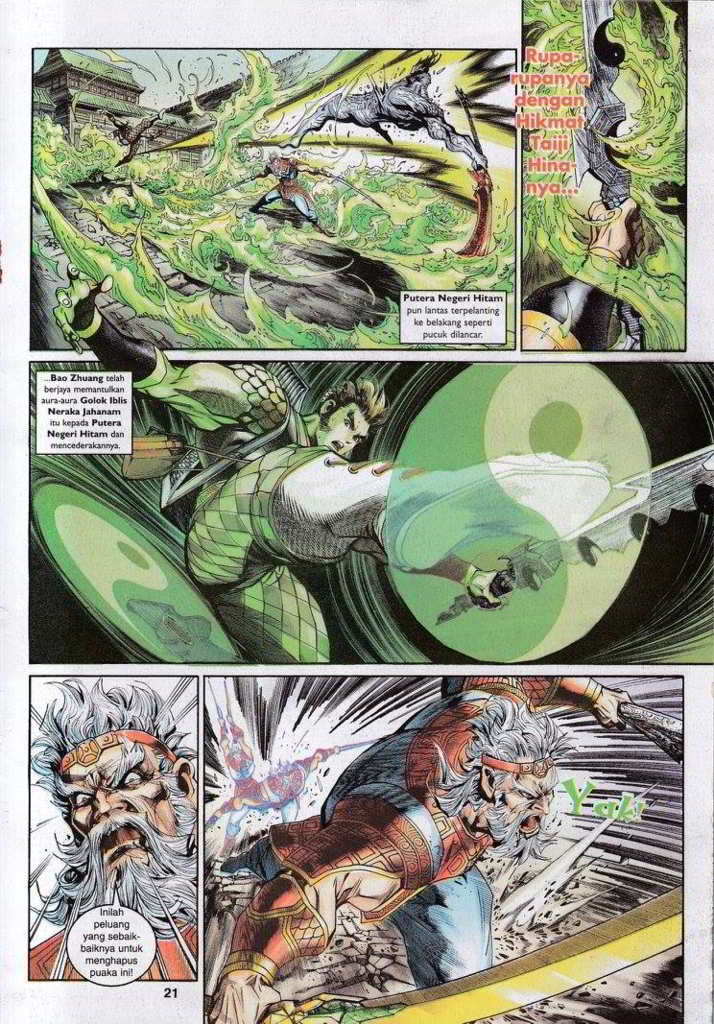 Putera Negeri Hitam
pun lantas terpelanting
ke belakang seperti
pucuk dilancar.
Rupa-
rupanya
dengan
Hikmat
Taiji
Hina-
nya...
...Bao Zhuang telah
berjaya memantulkan
aura-aura Golok Iblis
Neraka Jahanam
itu kepada Putera
Negeri Hitam dan
mencederakannya.
Inilah
peluang
yang sebaik-
baiknya untuk
menghapus
puaka ini!
Yak!
21